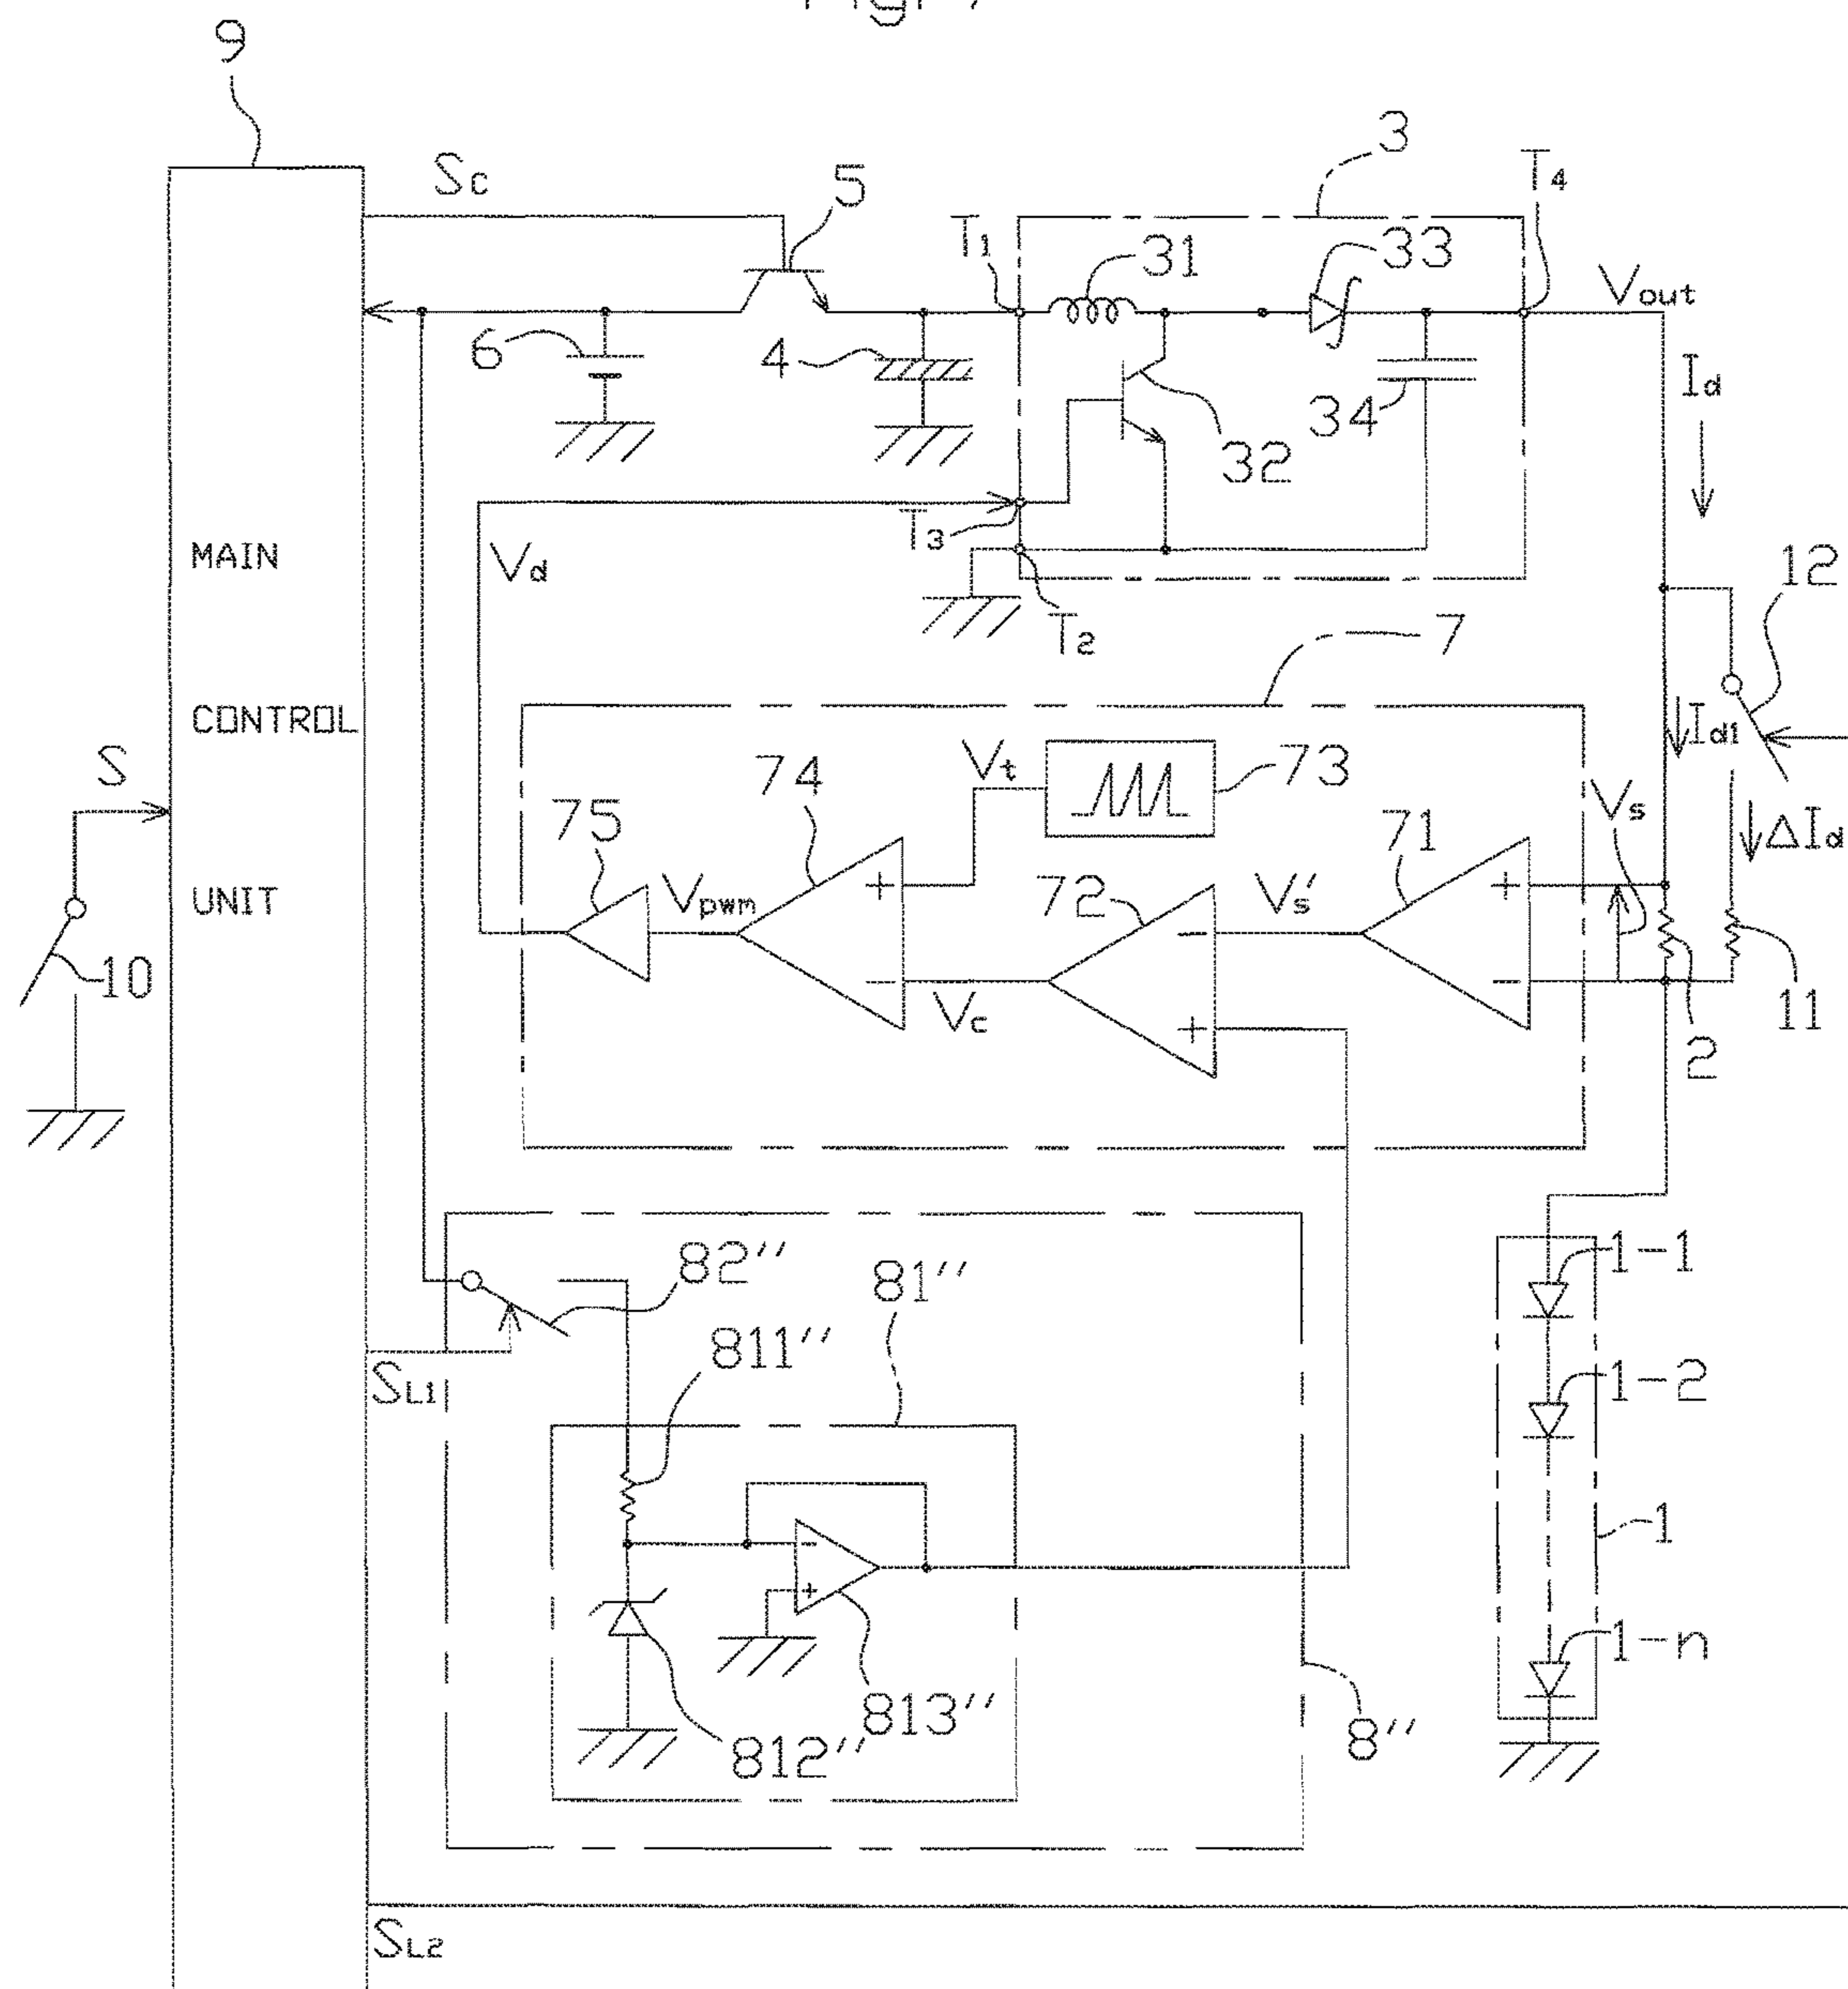 9
Sc
5
3
T4
T1
31
33
Vout
6
4
34
32
Id
T3
Vd
T2
12
7
MAIN
CONTROL
UNIT
S
10
Vt
73
74
75
Vpwm
72
Vs'
71
Vs
Id1
ΔId
+
+
−
−
−
+
Vc
2
11
82''
81''
811''
SL1
−
+
813''
812''
8''
1-1
1-2
1
1-n
SL2